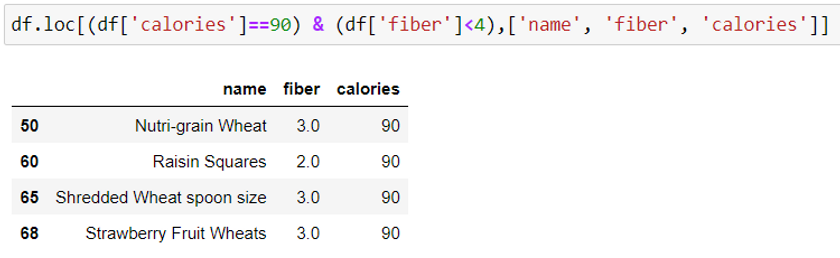 df.loc[(df['calories']==90) & (df['fiber']<4),['name', 'fiber', 'calories']]
name fiber calories
50 Nutri-grain Wheat 3.0 90
60 Raisin Squares 2.0 90
65 Shredded Wheat spoon size 3.0 90
68 Strawberry Fruit Wheats 3.0 90